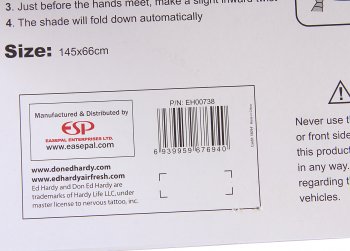 3. Just before the hands meet, make a slight inward twist
4. The shade will fold down automatically
Size: 145x66cm
Manufactured & Distributed by
ESP
EASEPAL ENTERPRISES LTD.
www.easepal.com
P/N: EH00738
6 939959 676940
www.donedhardy.com
www.edhardyairfresh.com
Ed Hardy and Don Ed Hardy are
trademarks of Hardy Life LLC, under
master license to nervous tattoo, inc.
Never use t
or front side
this product
in any way.
regarding t
vehicles.